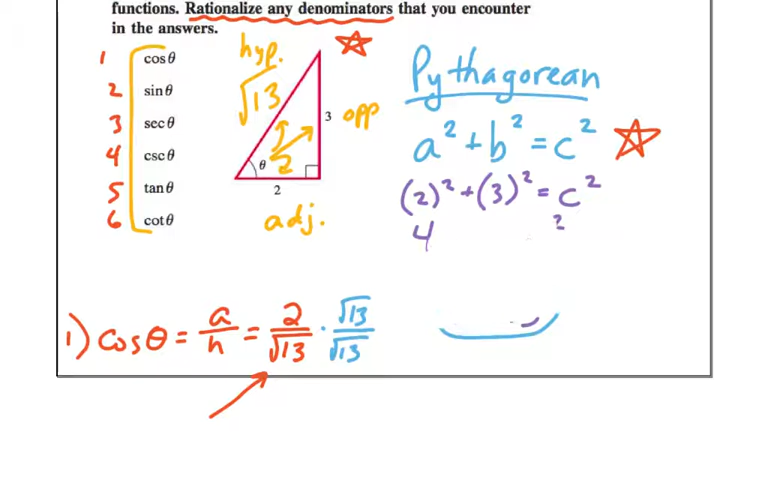 functions. Rationalize any denominators that you encounter
in the answers.
1 cosθ
2 sinθ
3 secθ
4 cscθ
5 tanθ
6 cotθ
hyp.
√13
3 opp
θ
2
adj.
Pythagorean
a² + b² = c²
(2)² + (3)² = c²
4
2
1) cosθ = a/h = 2/√13 · √13/√13